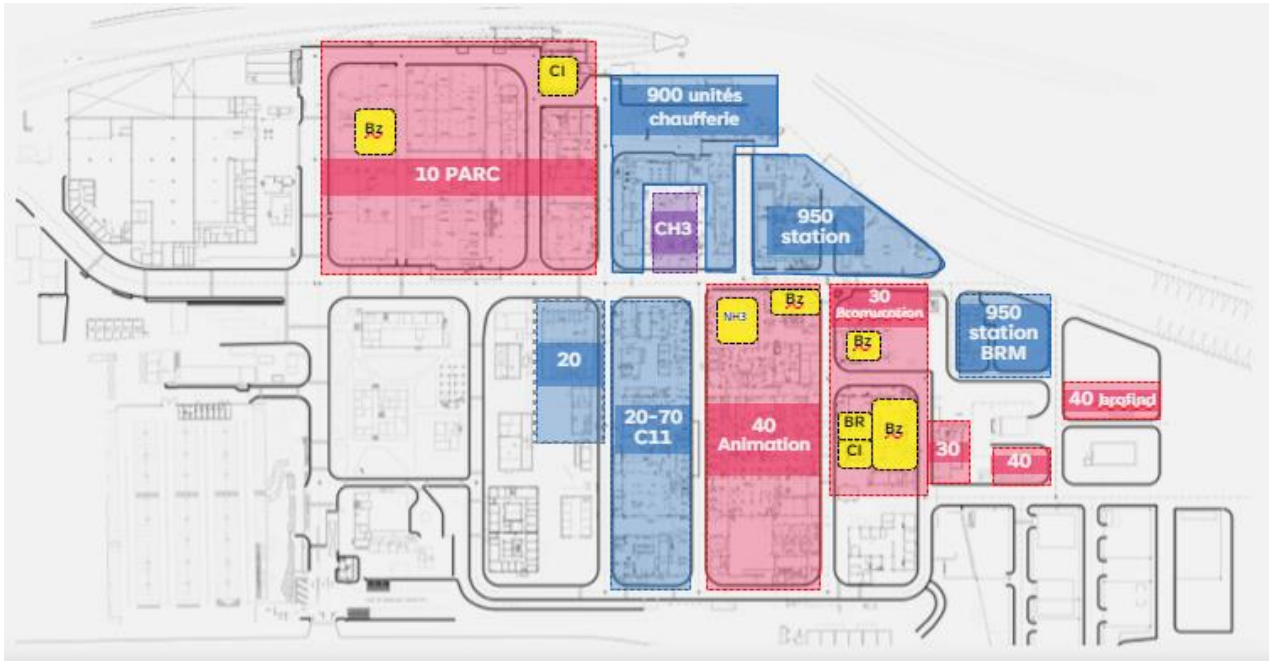 CI
900 unités
chaufferie
Bz
10 PARC
CH3
950
station
NH3
Bz
30
Bz
950
station
BRM
20
20-70
C11
40
Animation
BR
CI
Bz
30
40
40